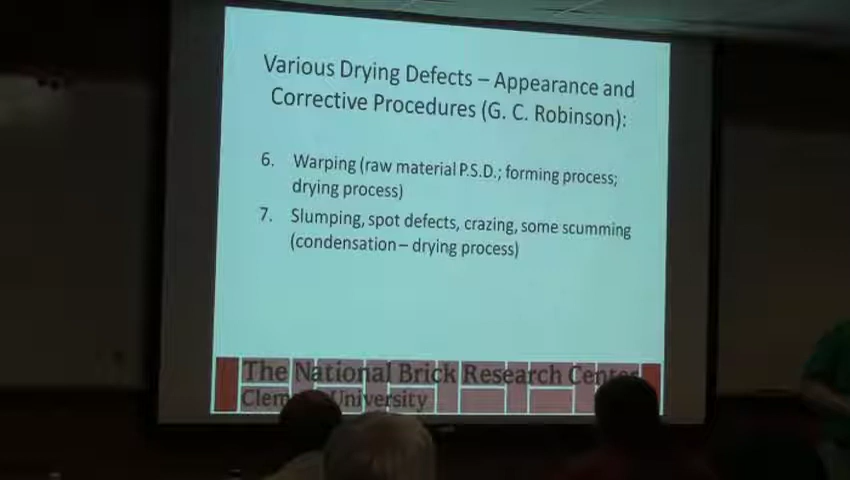 Various Drying Defects – Appearance and
Corrective Procedures (G. C. Robinson):
6. Warping (raw material P.S.D.; forming process;
drying process)
7. Slumping, spot defects, crazing, some scumming
(condensation – drying process)
The National Brick Research Center
University